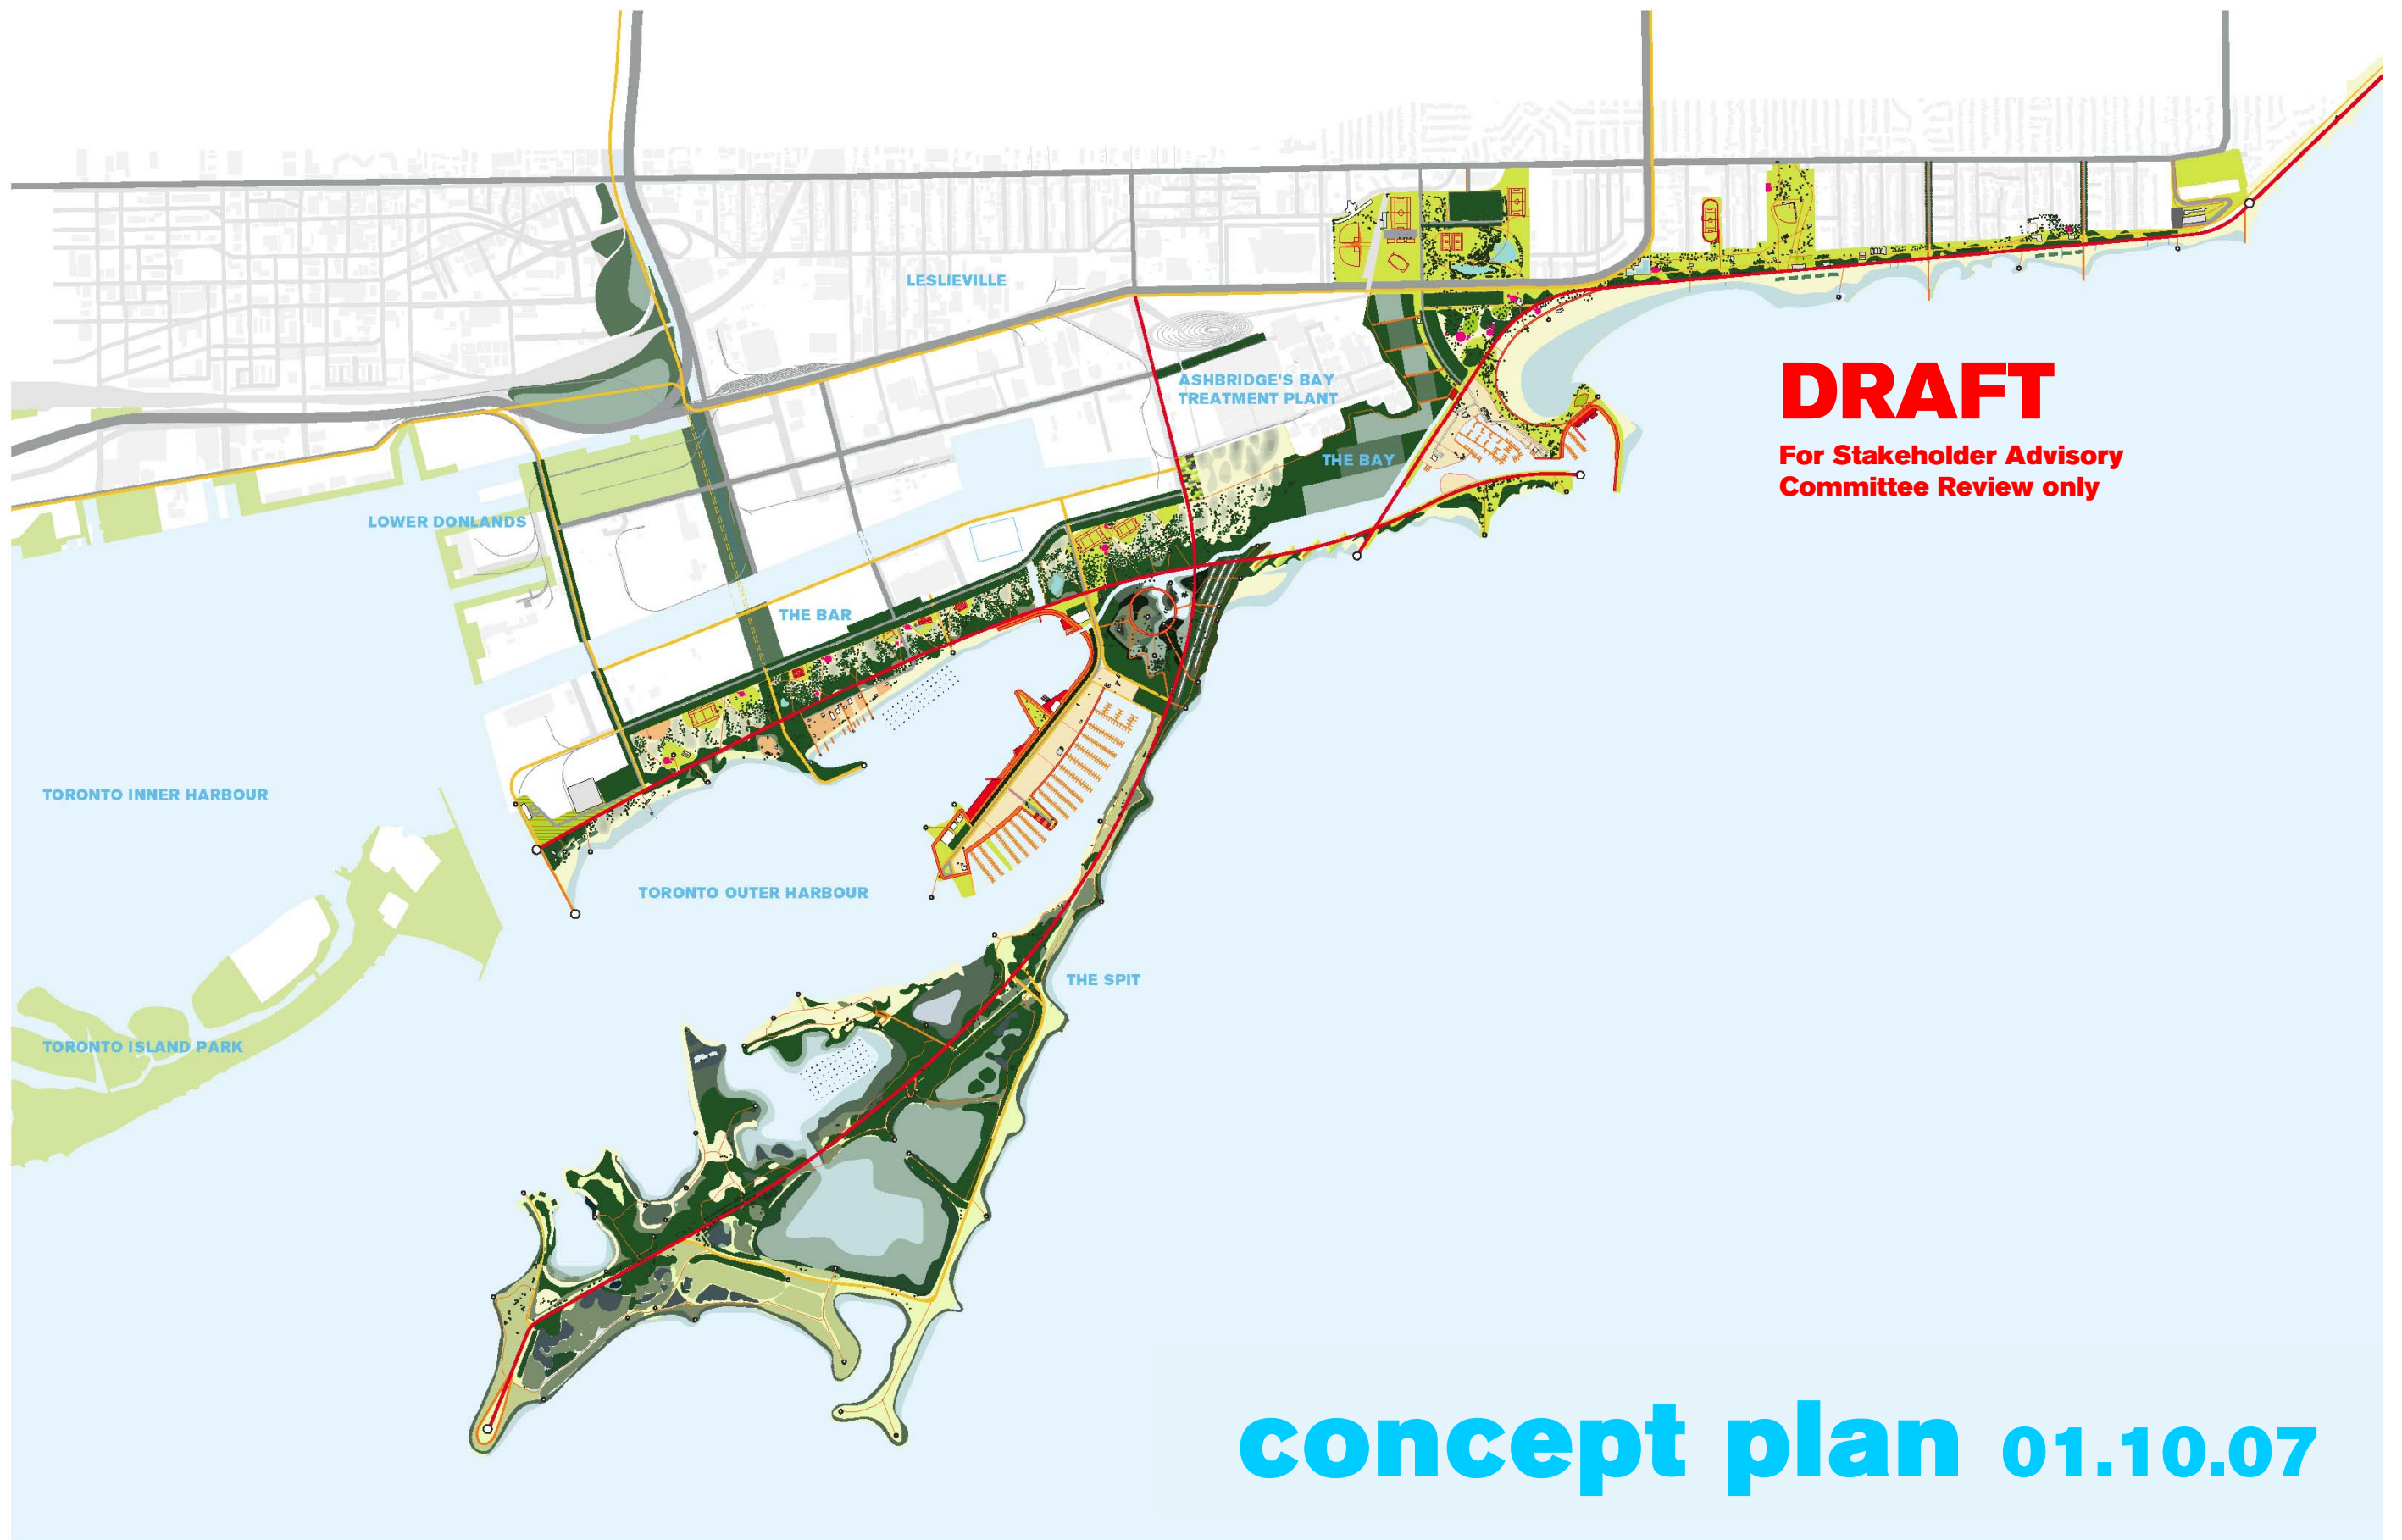 LESLIEVILLE
ASHBRIDGE'S BAY
TREATMENT PLANT
DRAFT
For Stakeholder Advisory
Committee Review only
THE BAY
LOWER DONLANDS
THE BAR
TORONTO INNER HARBOUR
TORONTO OUTER HARBOUR
THE SPIT
TORONTO ISLAND PARK
concept plan 01.10.07